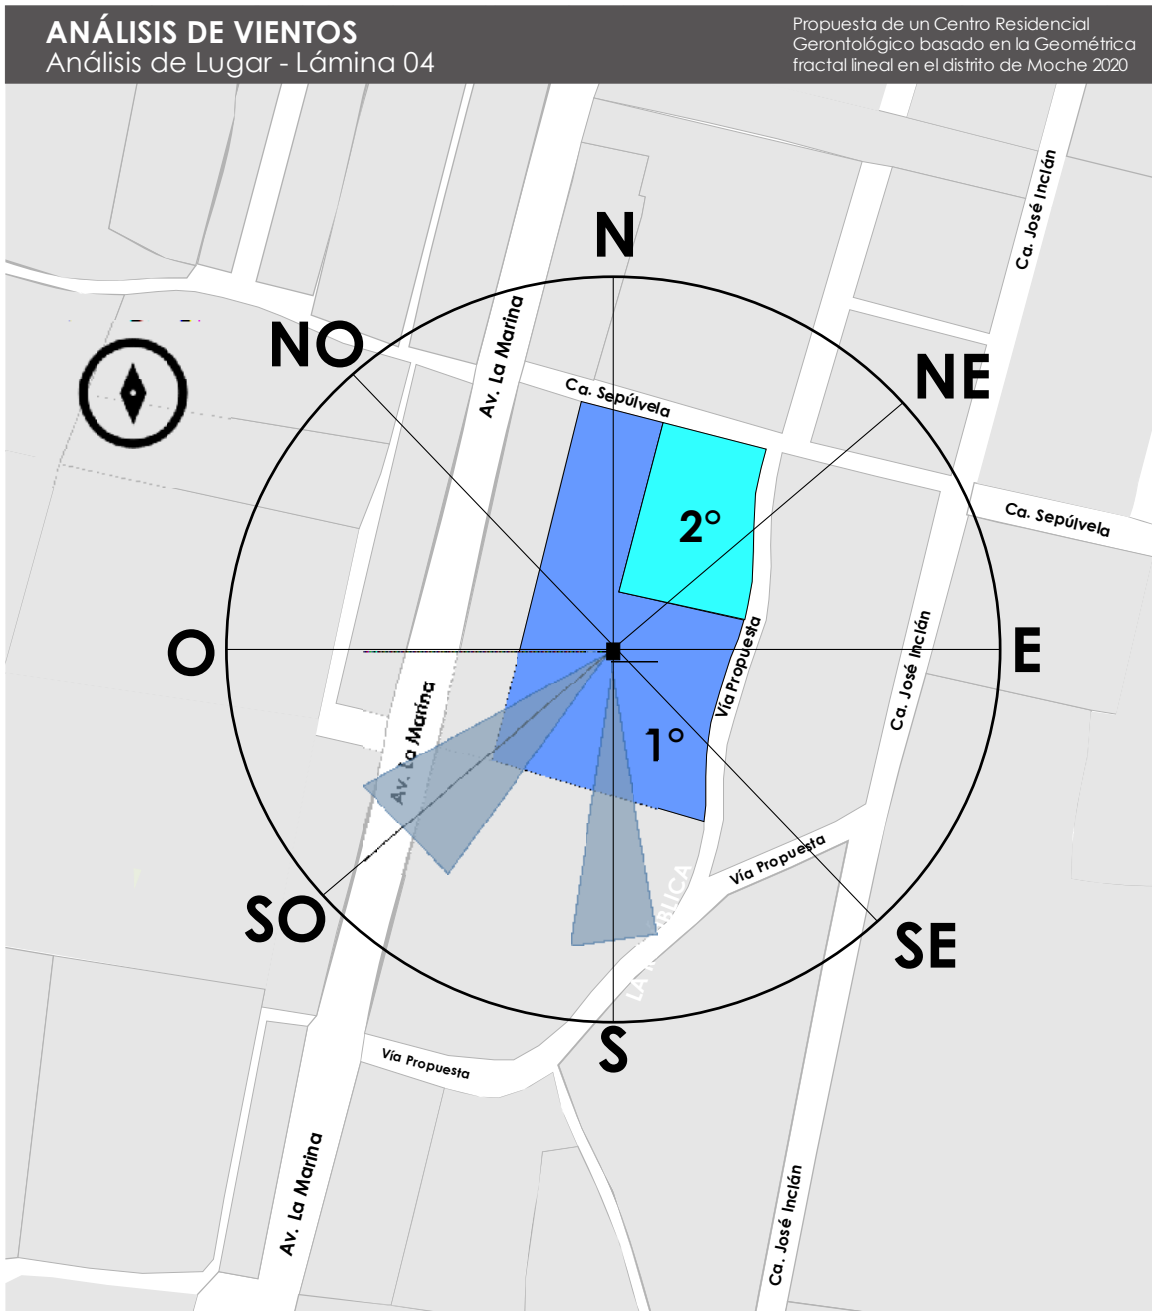 ANÁLISIS DE VIENTOS
Análisis de Lugar - Lámina 04
Propuesta de un Centro Residencial
Gerontológico basado en la Geométrica
fractal lineal en el distrito de Moche 2020
Ca. José Inclán
N
NO
Av. La Marina
NE
Ca. Sepúlvela
2°
Ca. Sepúlvela
O
E
Vía Propuesta
Ca. José Inclán
Av. La Marina
1°
Vía Propuesta
SO
SE
LA
S
Vía Propuesta
Av. La Marina
Ca. José Inclán